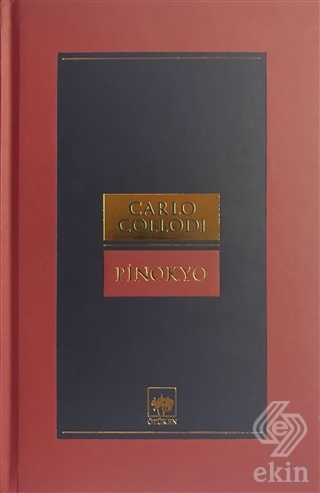 CARLO
COLLODI
PİNOKYO
ÖTÜKEN
e
ekin